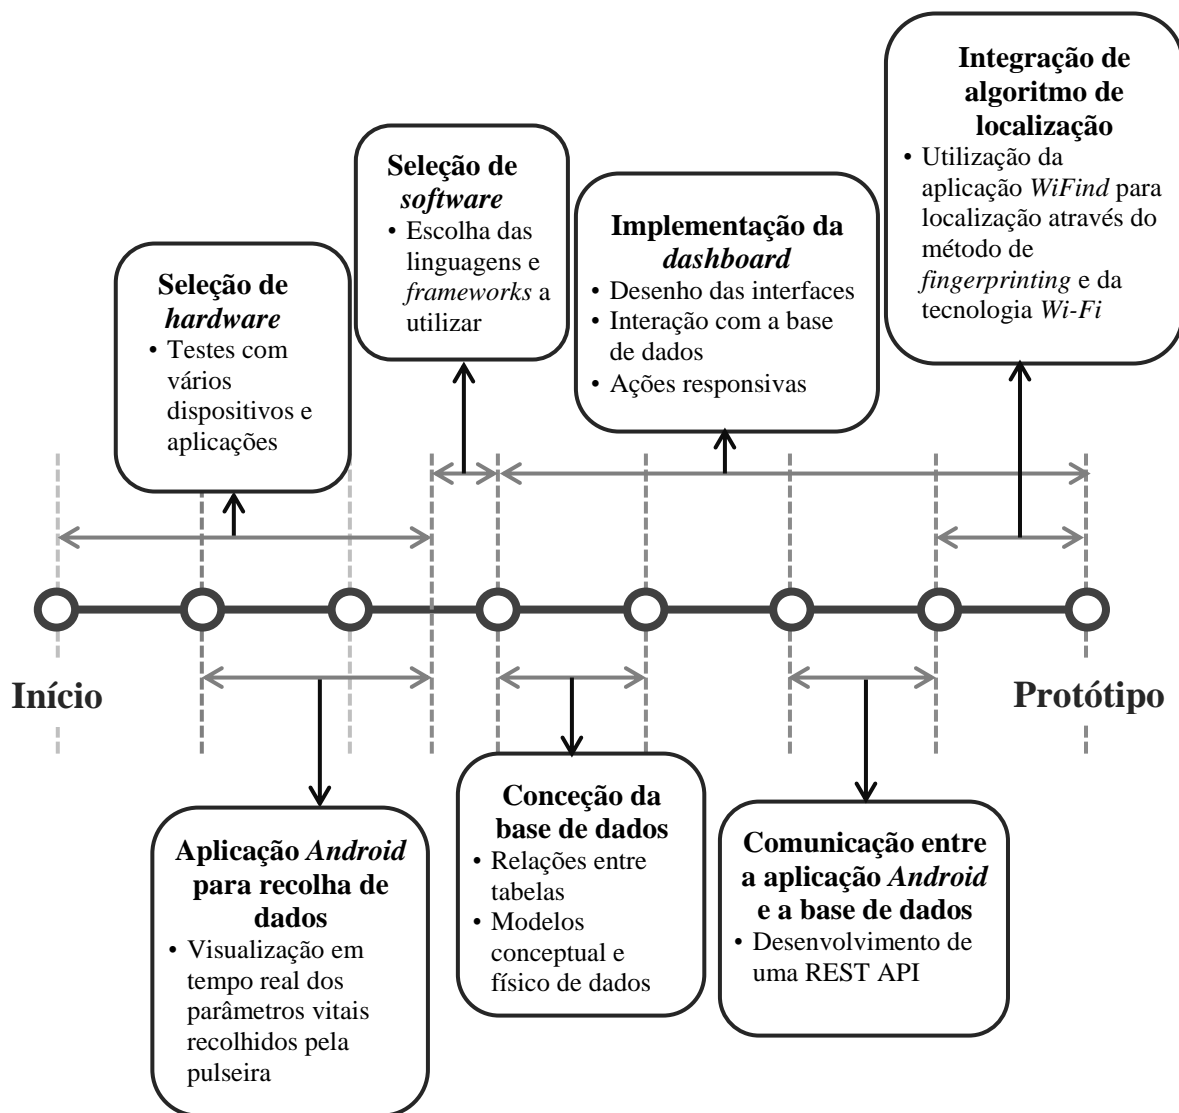 Integração de
algoritmo de
localização
• Utilização da
aplicação WiFind para
localização através do
método de
fingerprinting e da
tecnologia Wi-Fi
Seleção de
software
• Escolha das
linguagens e
frameworks a
utilizar
Implementação da
dashboard
• Desenho das interfaces
• Interação com a base
de dados
• Ações responsivas
Seleção de
hardware
• Testes com
vários
dispositivos e
aplicações
Início
Protótipo
Aplicação Android
para recolha de
dados
• Visualização em
tempo real dos
parâmetros vitais
recolhidos pela
pulseira
Conceção da
base de dados
• Relações entre
tabelas
• Modelos
conceptual e
físico de dados
Comunicação entre
a aplicação Android
e a base de dados
• Desenvolvimento de
uma REST API